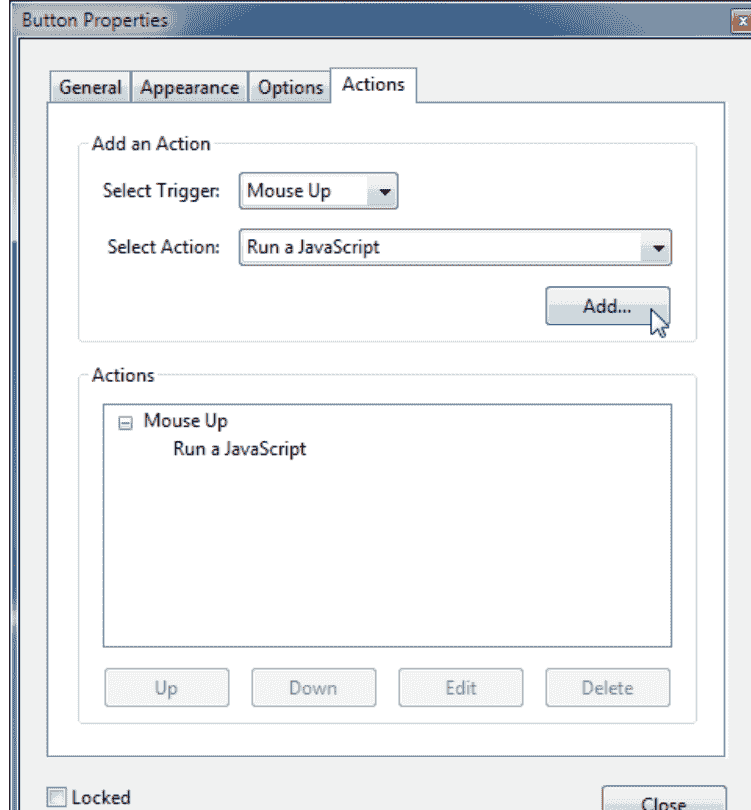 Button Properties
General Appearance Options Actions
Add an Action
Select Trigger: Mouse Up
Select Action: Run a JavaScript
Add...
Actions
Mouse Up
Run a JavaScript
Up Down Edit Delete
Locked
Close